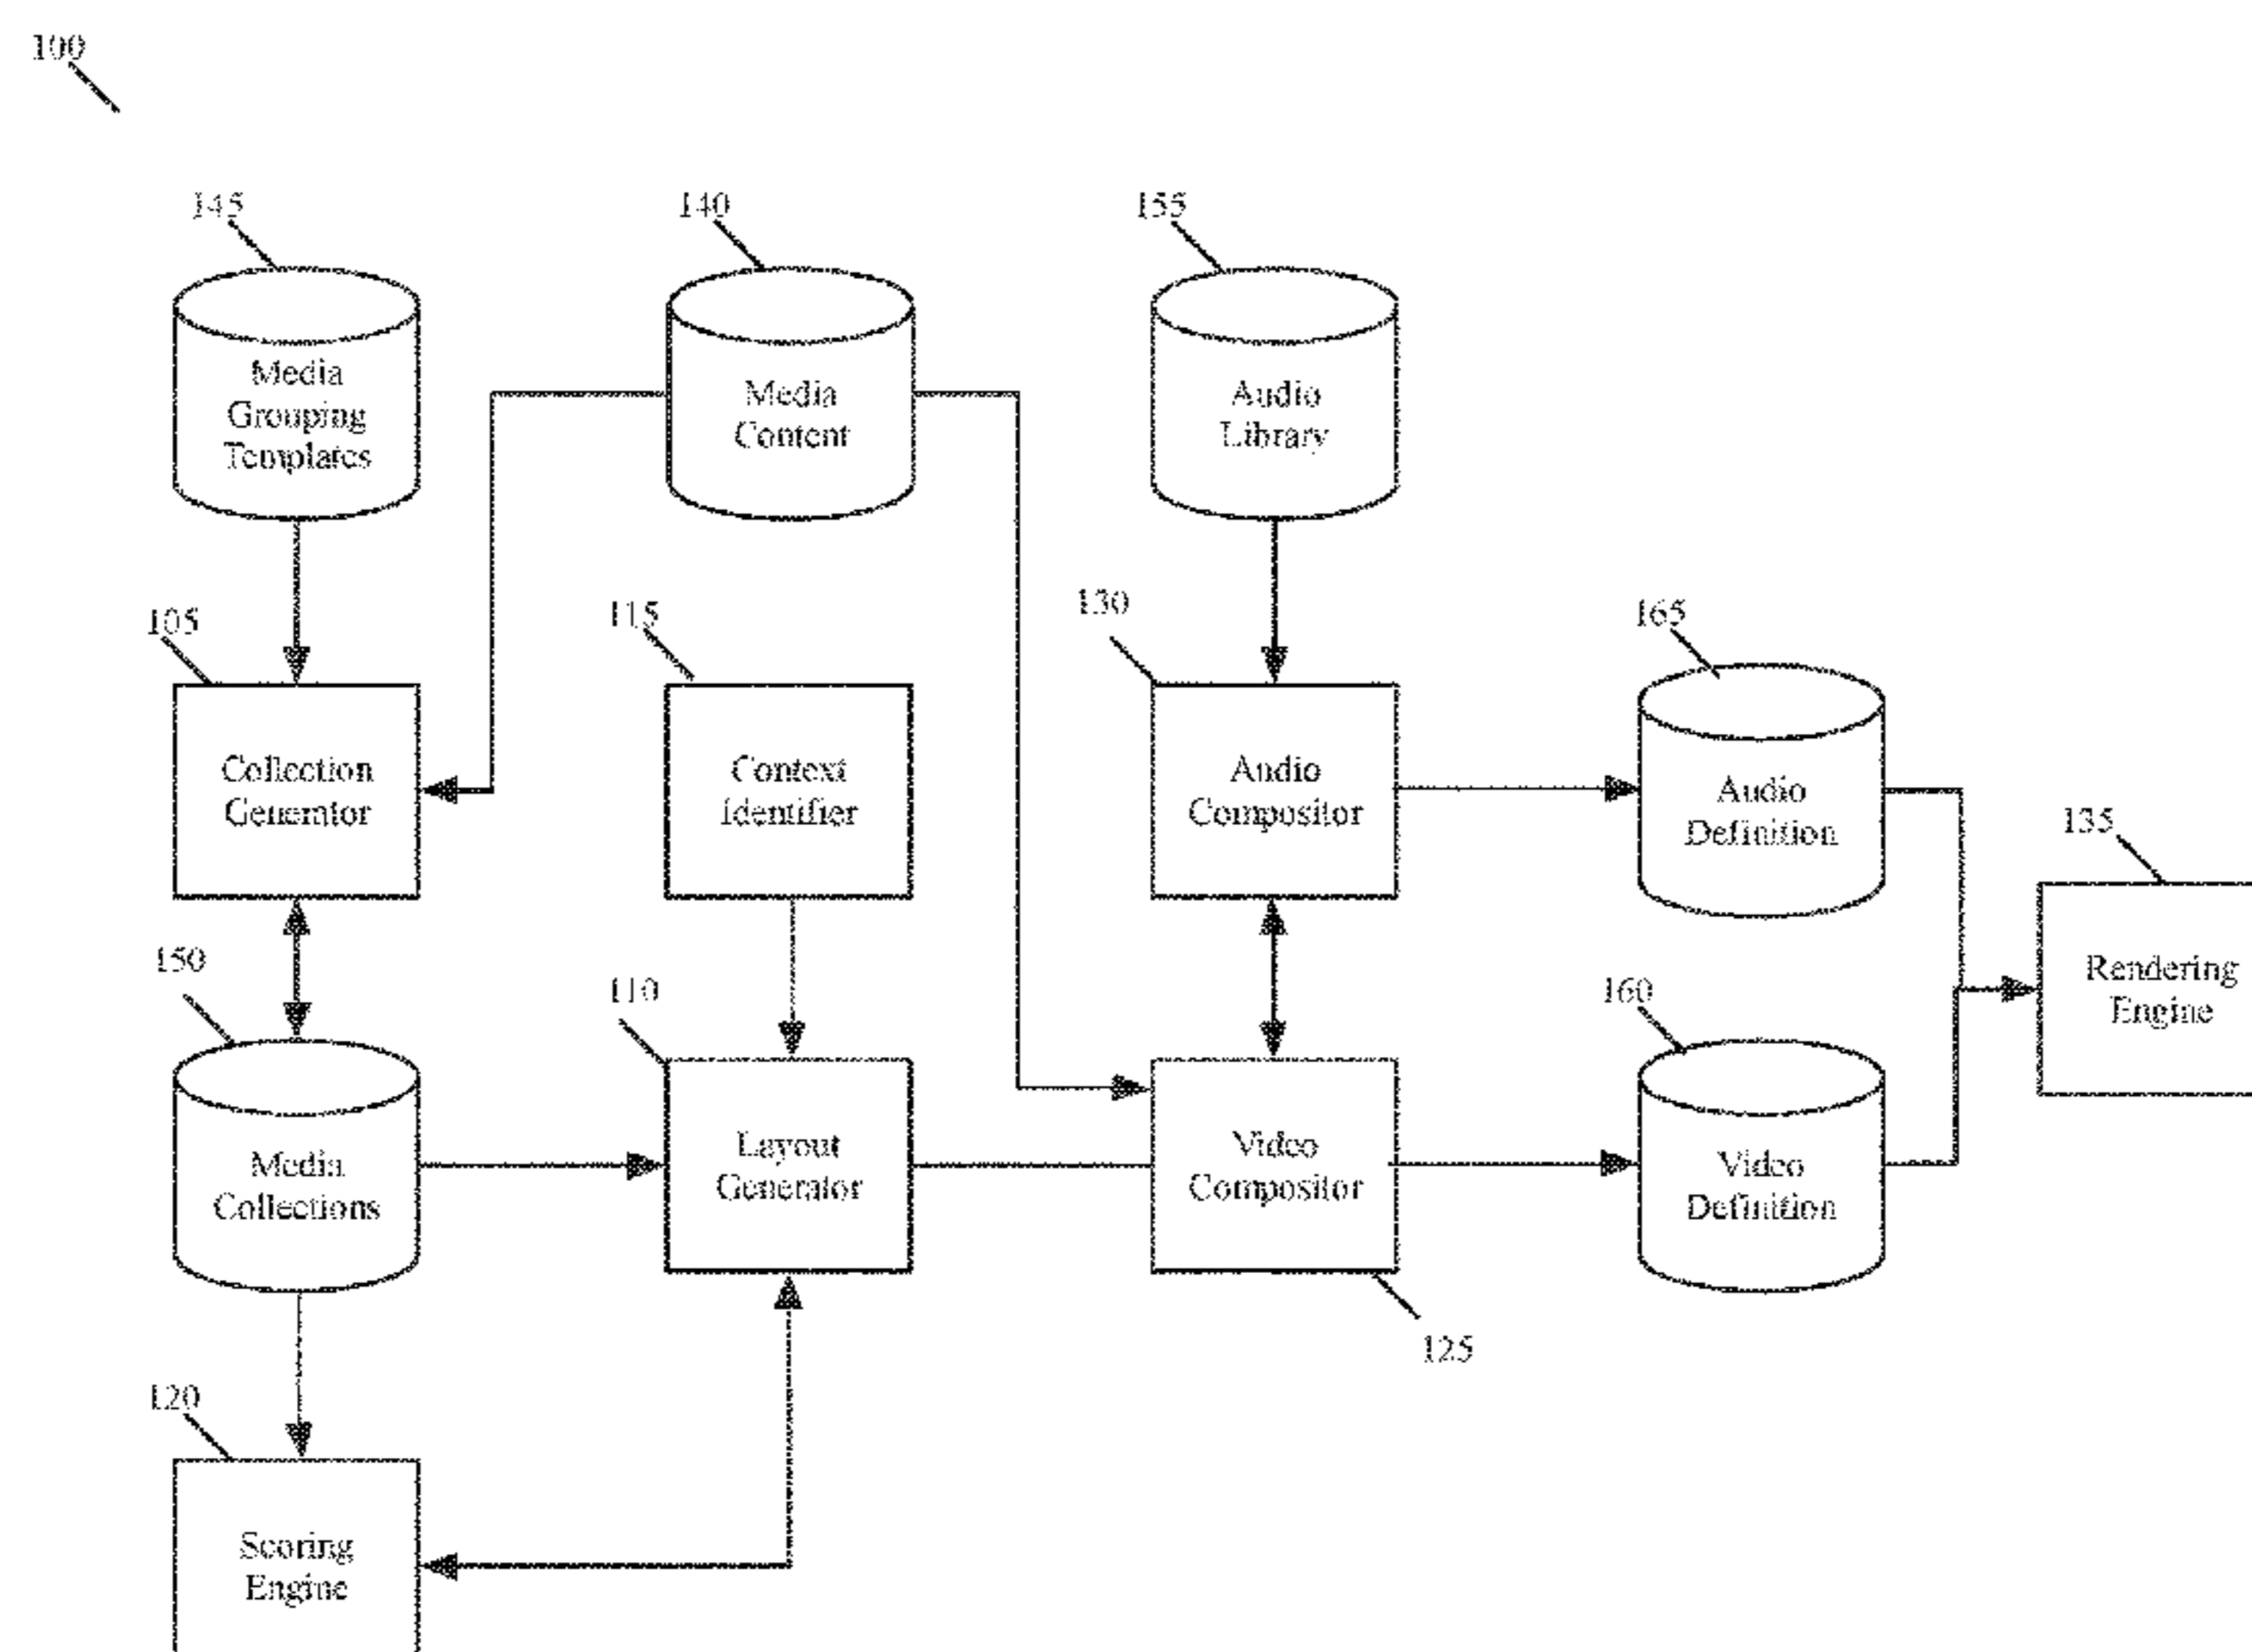 100
145
140
155
Media
Grouping
Templates
Media
Content
Audio
Library
105
115
130
165
Collection
Generator
Context
Identifier
Audio
Compositor
Audio
Definition
135
150
110
160
Rendering
Engine
Media
Collections
Layout
Generator
Video
Compositor
Video
Definition
125
120
Scoring
Engine